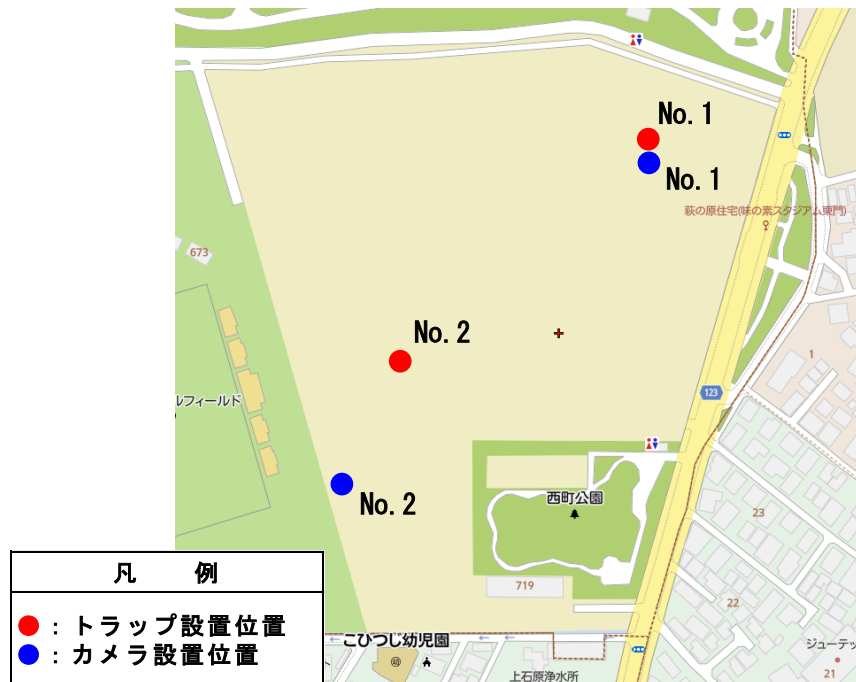 No. 1
No. 1
萩の原住宅(味の素スタジアム東門)
673
No. 2
1
ルフィールド
123
西町公園
No. 2
23
凡 例
719
22
● : トラップ設置位置
● : カメラ設置位置
こひつじ幼児園
幼
上石原浄水所
ジューテッ
21